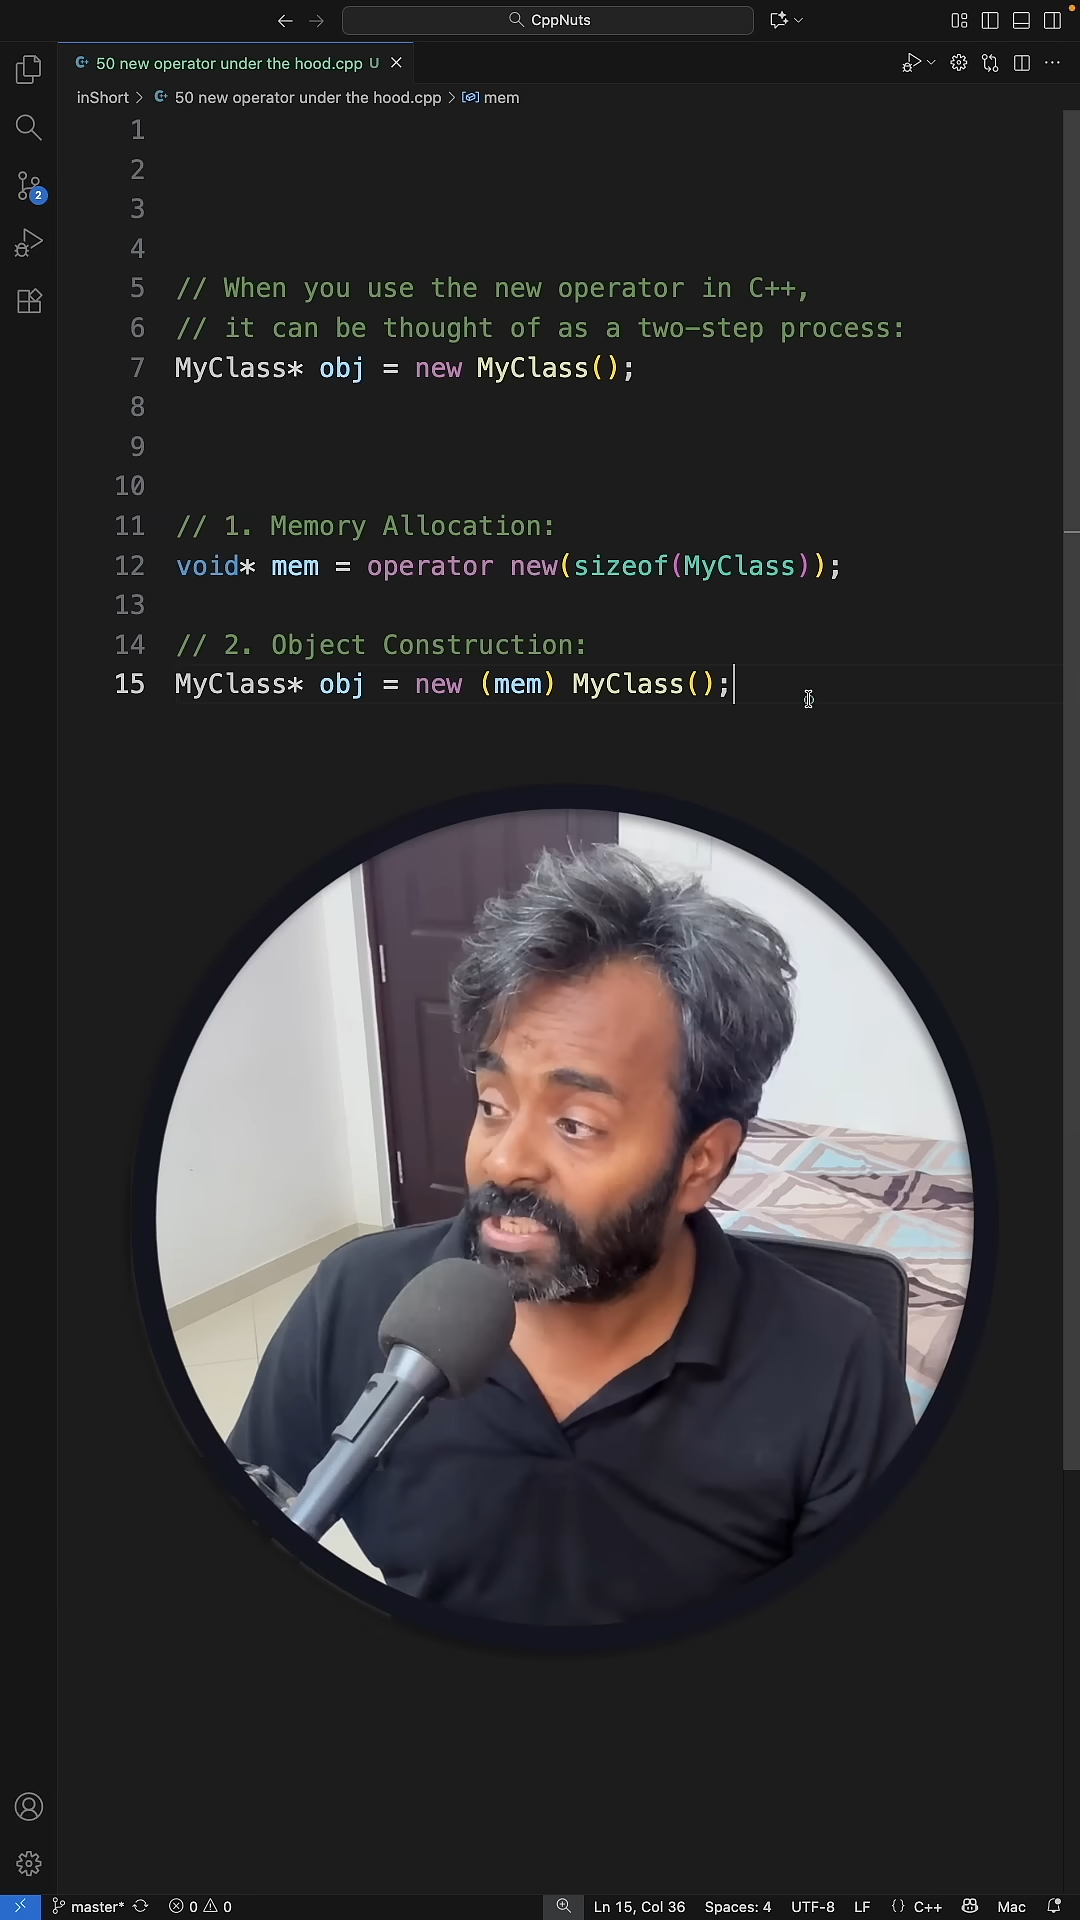 CppNuts
50 new operator under the hood.cpp U
inShort > 50 new operator under the hood.cpp > mem
1
2
3
4
5 // When you use the new operator in C++,
6 // it can be thought of as a two-step process:
7 MyClass* obj = new MyClass();
8
9
10
11 // 1. Memory Allocation:
12 void* mem = operator new(sizeof(MyClass));
13
14 // 2. Object Construction:
15 MyClass* obj = new (mem) MyClass();
2
master* 0 0 Ln 15, Col 36 Spaces: 4 UTF-8 LF {} C++ Mac